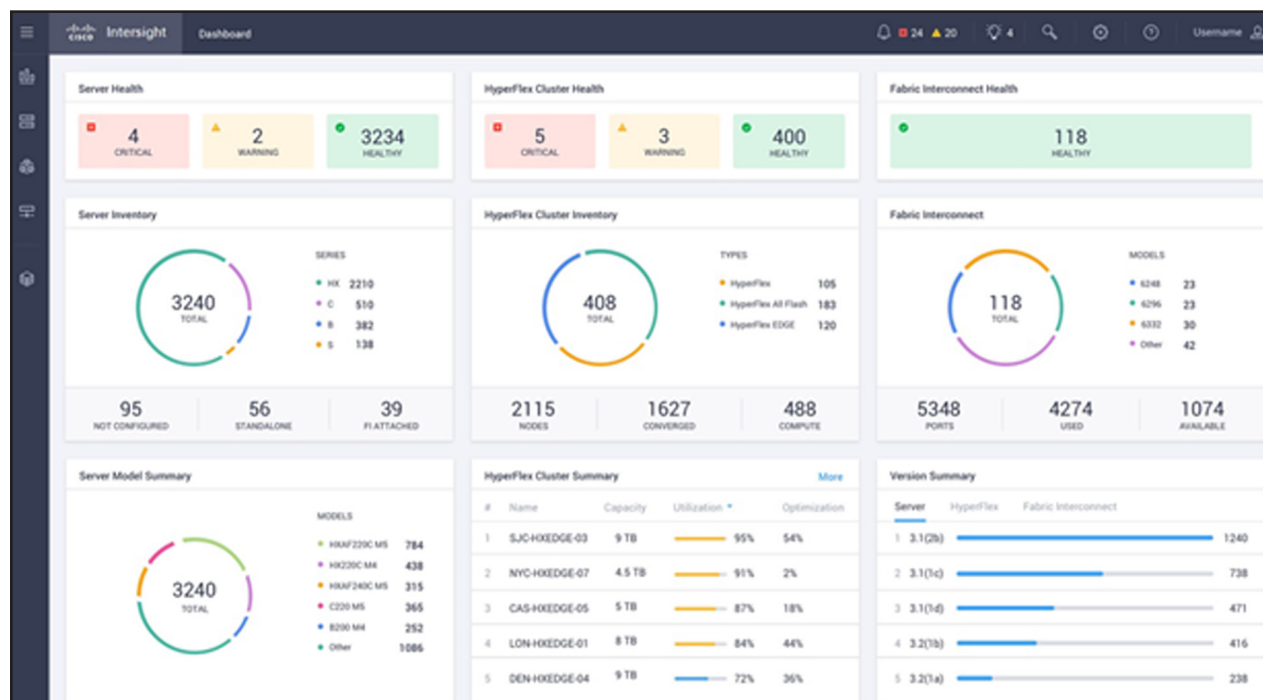 CISCO Intersight Dashboard 24 20 4 Username
Server Health
4 CRITICAL
2 WARNING
3234 HEALTHY
HyperFlex Cluster Health
5 CRITICAL
3 WARNING
400 HEALTHY
Fabric Interconnect Health
118 HEALTHY
Server Inventory
3240
TOTAL
SERIES
HX 2210
C 510
B 382
S 138
95 NOT CONFIGURED
56 STANDALONE
39 FI ATTACHED
HyperFlex Cluster Inventory
408
TOTAL
TYPES
HyperFlex 105
HyperFlex All Flash 183
HyperFlex EDGE 120
2115 NODES
1627 CONVERGED
488 COMPUTE
Fabric Interconnect
118
TOTAL
MODELS
6248 23
6296 23
6332 30
Other 42
5348 PORTS
4274 USED
1074 AVAILABLE
Server Model Summary
3240
TOTAL
MODELS
HXAF220C M5 784
HX220C M4 438
HXAF240C M5 315
C220 M5 365
B200 M4 252
Other 1086
HyperFlex Cluster Summary More
# Name Capacity Utilization Optimization
1 SJC-HXEDGE-03 9 TB 95% 54%
2 NYC-HXEDGE-07 4.5 TB 91% 2%
3 CAS-HXEDGE-05 5 TB 87% 18%
4 LON-HXEDGE-01 8 TB 84% 44%
5 DEN-HXEDGE-04 9 TB 72% 36%
Version Summary
Server HyperFlex Fabric Interconnect
1 3.1(2b) 1240
2 3.1(1c) 738
3 3.1(1d) 471
4 3.2(1b) 416
5 3.2(1a) 238